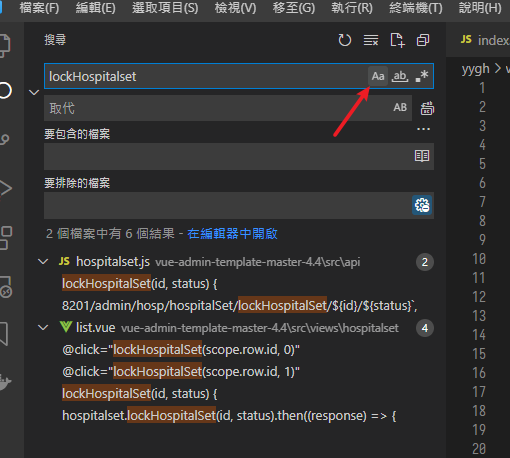 檔案(F) 編輯(E) 選取項目(S) 檢視(V) 移至(G) 執行(R) 終端機(T) 說明(H)
搜尋
JS index.
lockHospitalset Aa ab .*
yygh
取代 AB
...
要包含的檔案
要排除的檔案
2 個檔案中有 6 個結果 - 在編輯器中開啟
JS hospitalset.js vue-admin-template-master-4.4\src\api 2
lockHospitalSet(id, status) {
8201/admin/hosp/hospitalSet/lockHospitalSet/${id}/${status}`,
list.vue vue-admin-template-master-4.4\src\views\hospitalset 4
@click="lockHospitalSet(scope.row.id, 0)"
@click="lockHospitalSet(scope.row.id, 1)"
lockHospitalSet(id, status) {
hospitalset.lockHospitalSet(id, status).then((response) => {
1
2
3
4
5
6
7
8
9
10
11
12
13
14
15
16
17
18
19
20